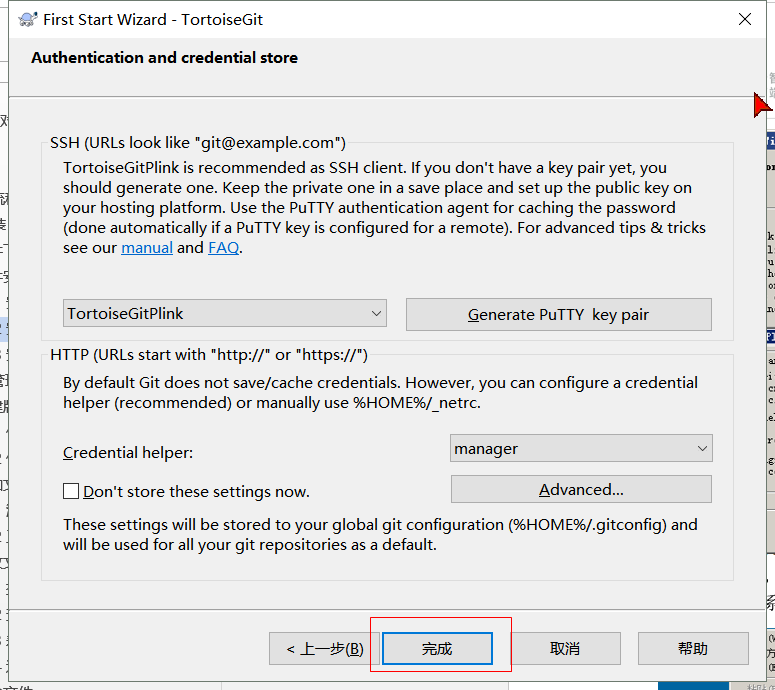 First Start Wizard - TortoiseGit
Authentication and credential store
SSH (URLs look like "git@example.com")
TortoiseGitPlink is recommended as SSH client. If you don't have a key pair yet, you
should generate one. Keep the private one in a save place and set up the public key on
your hosting platform. Use the PuTTY authentication agent for caching the password
(done automatically if a PuTTY key is configured for a remote). For advanced tips & tricks
see our manual and FAQ.
TortoiseGitPlink
Generate PuTTY key pair
HTTP (URLs start with "http://" or "https://")
By default Git does not save/cache credentials. However, you can configure a credential
helper (recommended) or manually use %HOME%/_netrc.
Credential helper:
manager
Don't store these settings now.
Advanced...
These settings will be stored to your global git configuration (%HOME%/.gitconfig) and
will be used for all your git repositories as a default.
< 上一步(B)
完成
取消
帮助